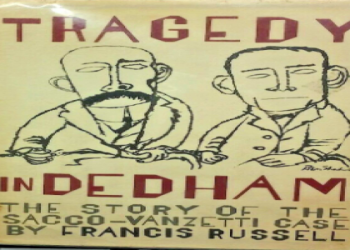 TRAGEDY
IN DEDHAM
THE STORY OF THE
SACCO-VANZETTI CASE
BY FRANCIS RUSSELL